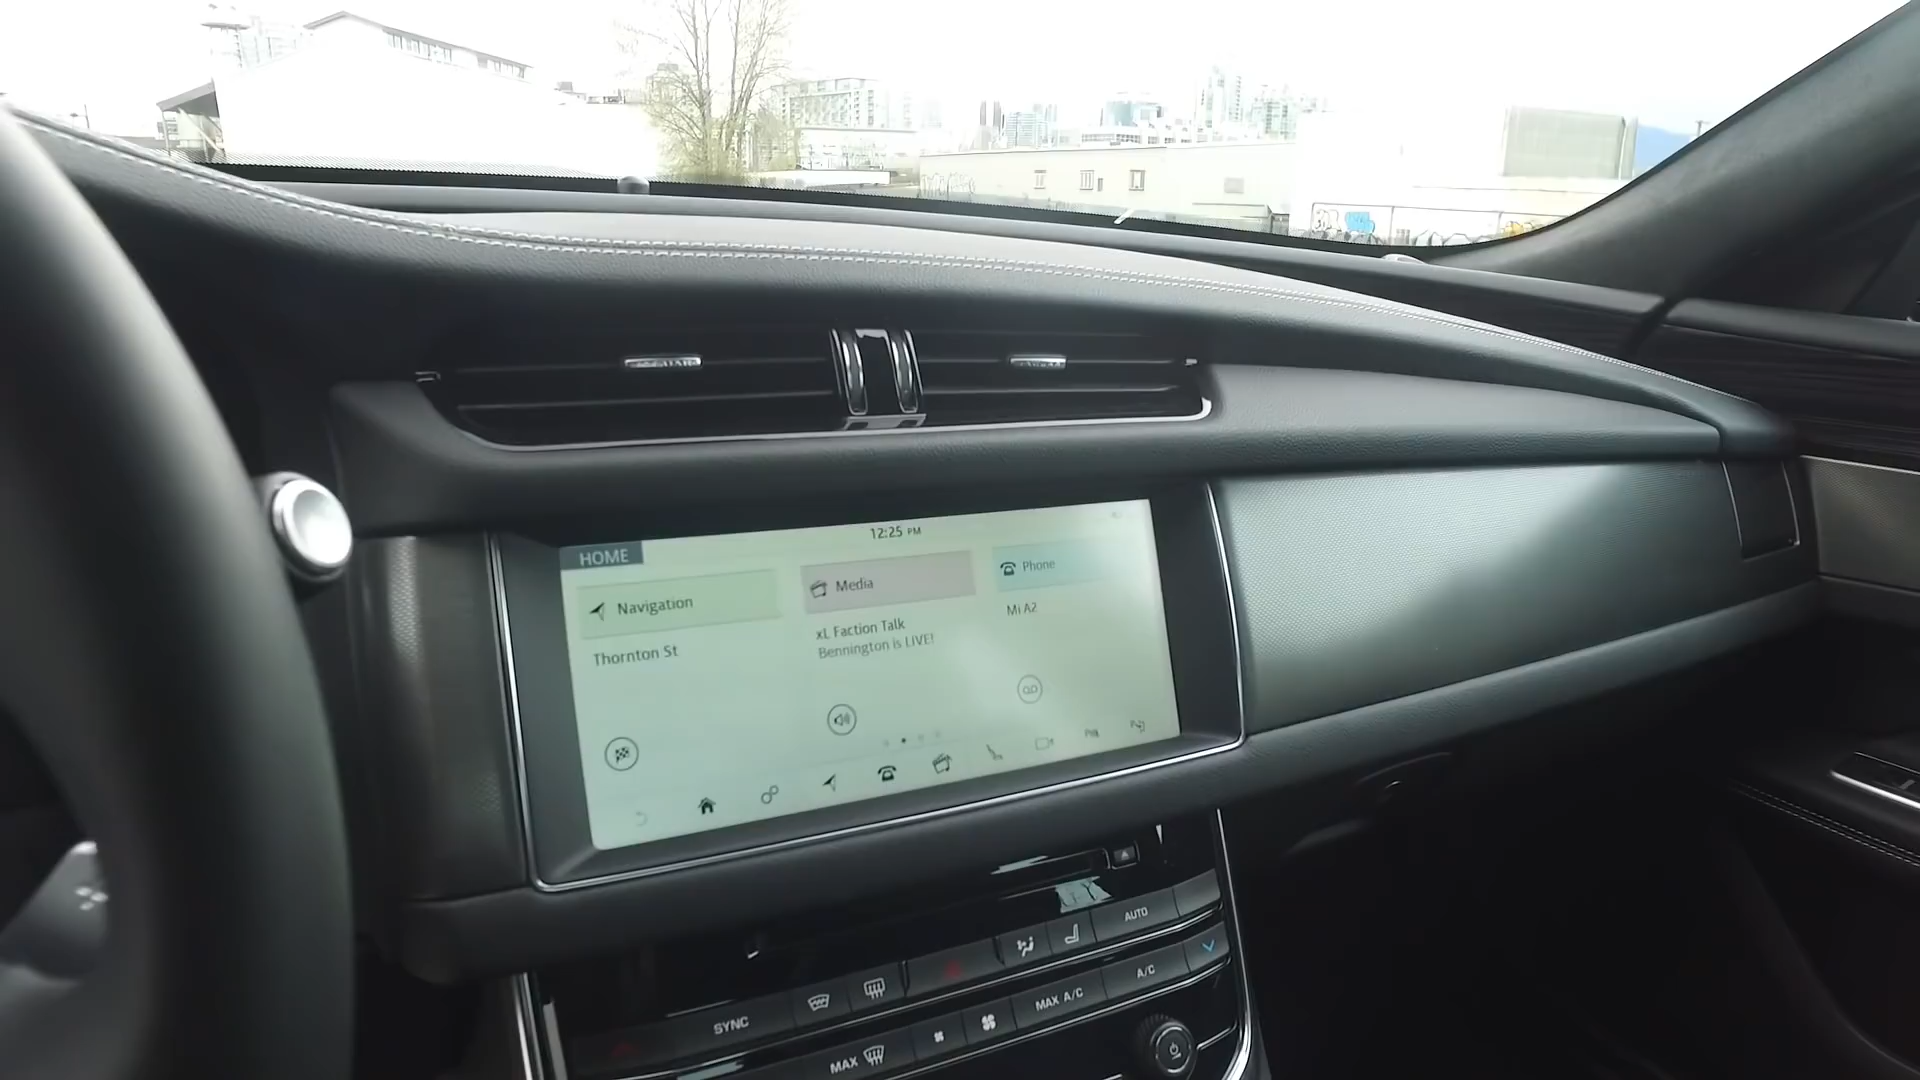 12:25 PM
HOME
Navigation
Media
Phone
Thornton St
xL Faction Talk
Bennington is LIVE!
Mi A2
AUTO
SYNC
MAX A/C
A/C
MAX